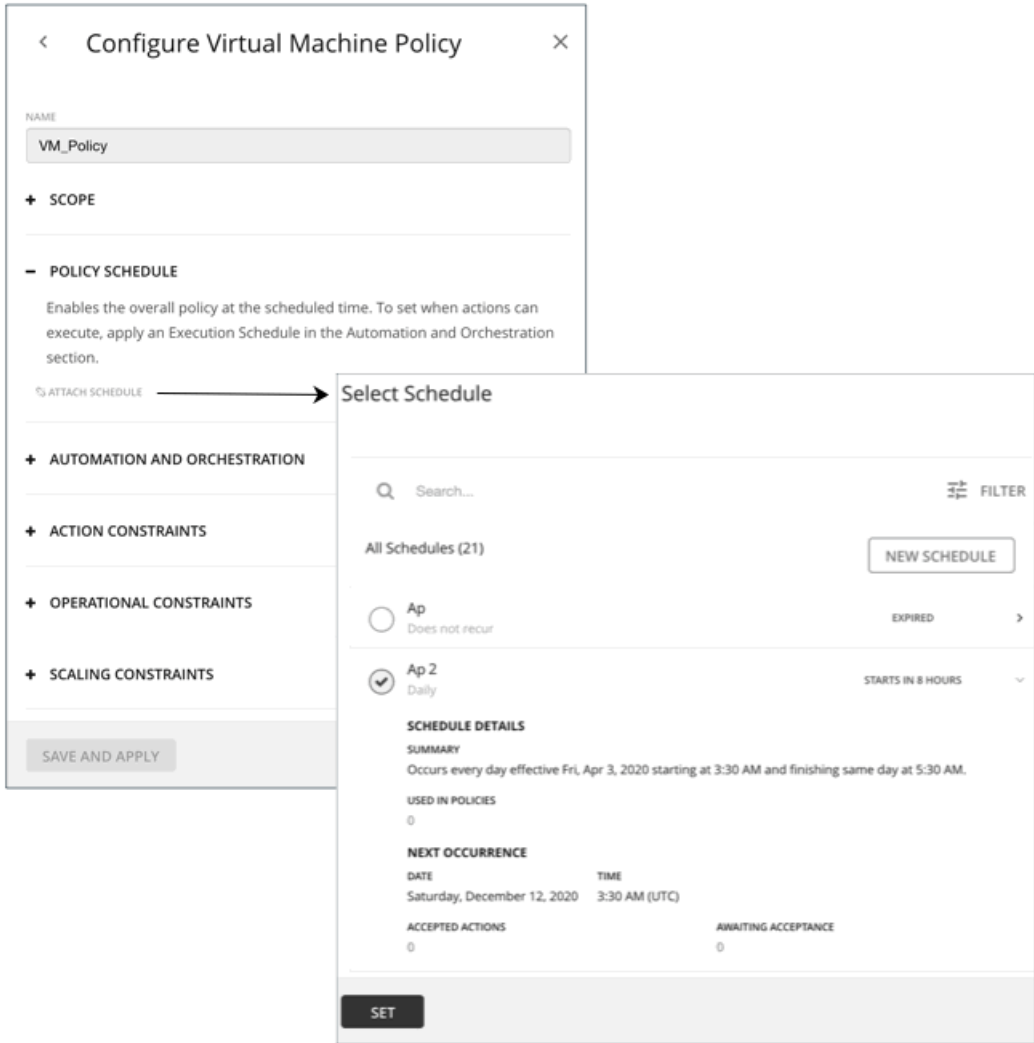 Configure Virtual Machine Policy
NAME
VM_Policy
SCOPE
POLICY SCHEDULE
Enables the overall policy at the scheduled time. To set when actions can
execute, apply an Execution Schedule in the Automation and Orchestration
section.
ATTACH SCHEDULE
AUTOMATION AND ORCHESTRATION
ACTION CONSTRAINTS
OPERATIONAL CONSTRAINTS
SCALING CONSTRAINTS
SAVE AND APPLY
Select Schedule
Search...
FILTER
All Schedules (21)
NEW SCHEDULE
Ap
Does not recur
EXPIRED
Ap 2
Daily
STARTS IN 8 HOURS
SCHEDULE DETAILS
SUMMARY
Occurs every day effective Fri, Apr 3, 2020 starting at 3:30 AM and finishing same day at 5:30 AM.
USED IN POLICIES
0
NEXT OCCURRENCE
DATE TIME
Saturday, December 12, 2020 3:30 AM (UTC)
ACCEPTED ACTIONS AWAITING ACCEPTANCE
0 0
SET